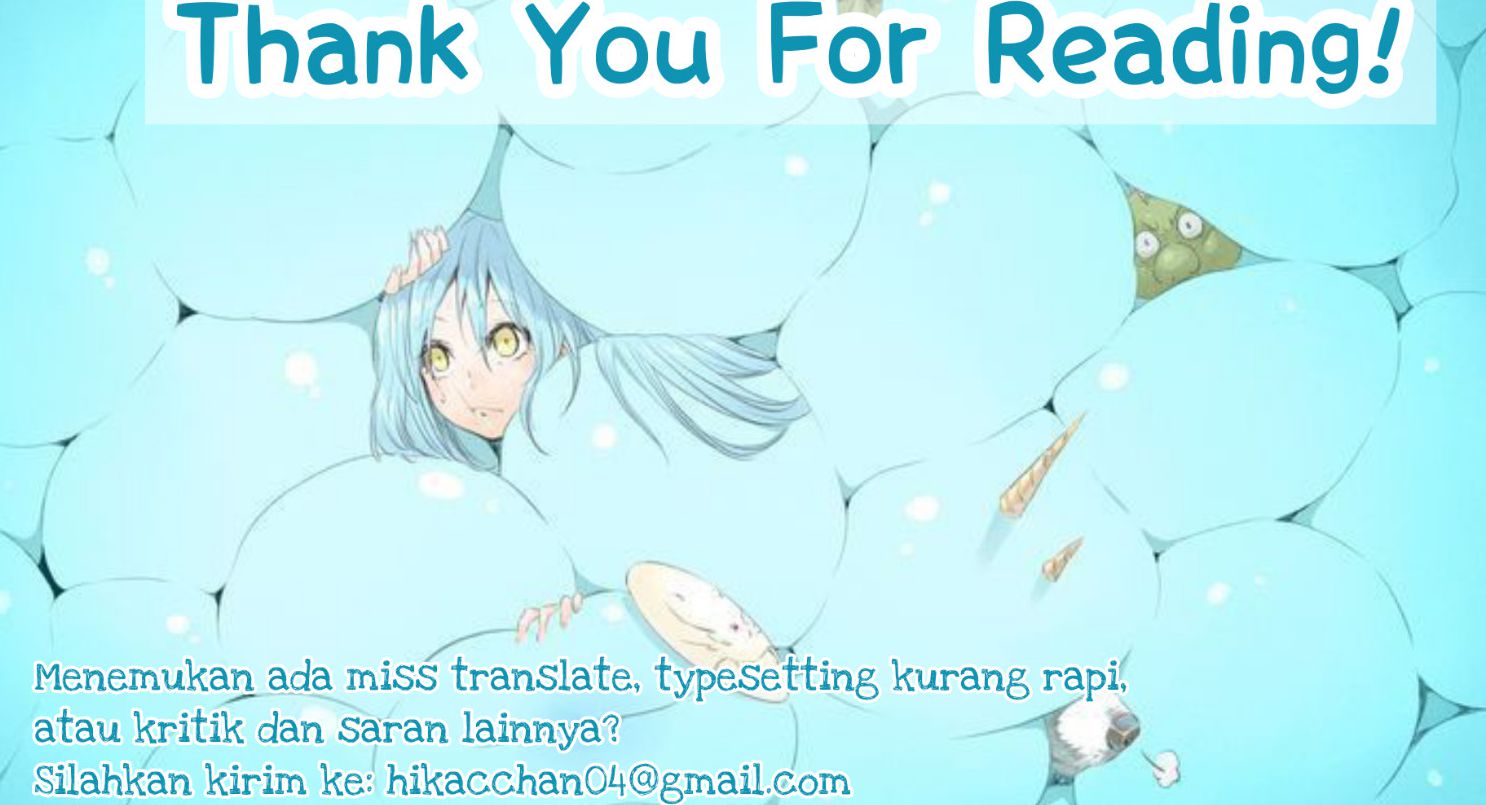 Thank You For Reading!
Menemukan ada miss translate, typesetting kurang rapi,
atau kritik dan saran lainnya?
Silahkan kirim ke: hikacchan04@gmail.com